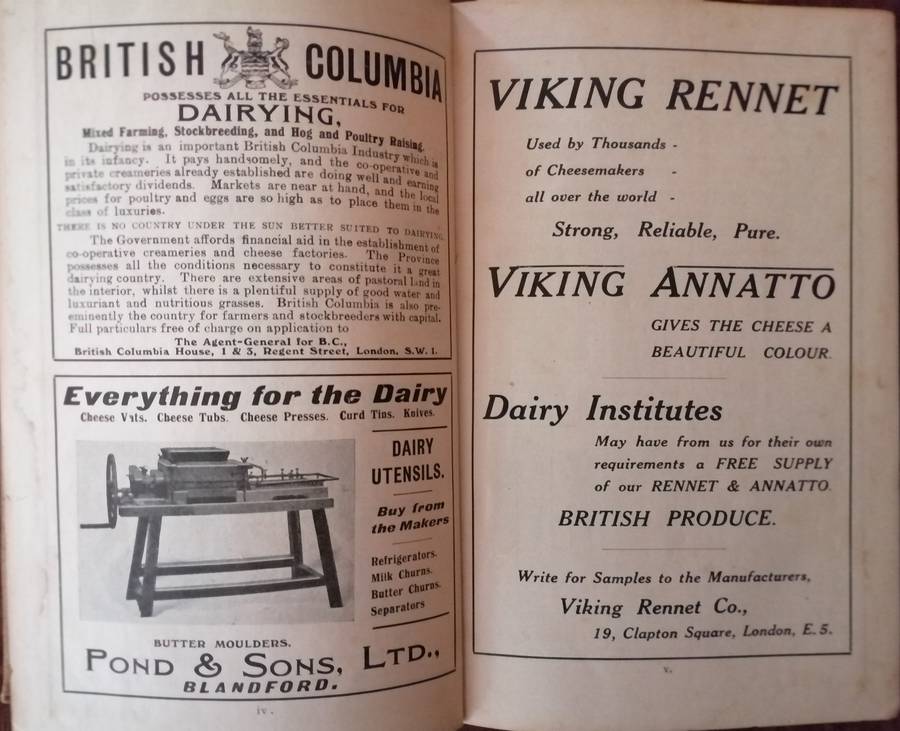 BRITISH COLUMBIA
POSSESSES ALL THE ESSENTIALS FOR
DAIRYING,
Mixed Farming, Stockbreeding, and Hog and Poultry Raising.
Dairying is an important British Columbia Industry which is
in its infancy. It pays handsomely, and the co-operative and
private creameries already established are doing well and earning
satisfactory dividends. Markets are near at hand, and the local
prices for poultry and eggs are so high as to place them in the
class of luxuries.
THERE IS NO COUNTRY UNDER THE SUN BETTER SUITED TO DAIRYING.
The Government affords financial aid in the establishment of
co-operative creameries and cheese factories. The Province
possesses all the conditions necessary to constitute it a great
dairying country. There are extensive areas of pastoral land in
the interior, whilst there is a plentiful supply of good water and
luxuriant and nutritious grasses. British Columbia is also pre-
eminently the country for farmers and stockbreeders with capital.
Full particulars free of charge on application to
The Agent-General for B.C.,
British Columbia House, 1 & 3, Regent Street, London, S.W. 1.
Everything for the Dairy
Cheese Vats. Cheese Tubs. Cheese Presses. Curd Tins. Knives.
DAIRY
UTENSILS.
Buy from
the Makers
Refrigerators.
Milk Churns.
Butter Churns.
Separators
BUTTER MOULDERS.
POND & SONS, LTD.,
BLANDFORD.
iv.
VIKING RENNET
Used by Thousands -
of Cheesemakers -
all over the world -
Strong, Reliable, Pure.
VIKING ANNATTO
GIVES THE CHEESE A
BEAUTIFUL COLOUR.
Dairy Institutes
May have from us for their own
requirements a FREE SUPPLY
of our RENNET & ANNATTO.
BRITISH PRODUCE.
Write for Samples to the Manufacturers,
Viking Rennet Co.,
19, Clapton Square, London, E. 5.
v.